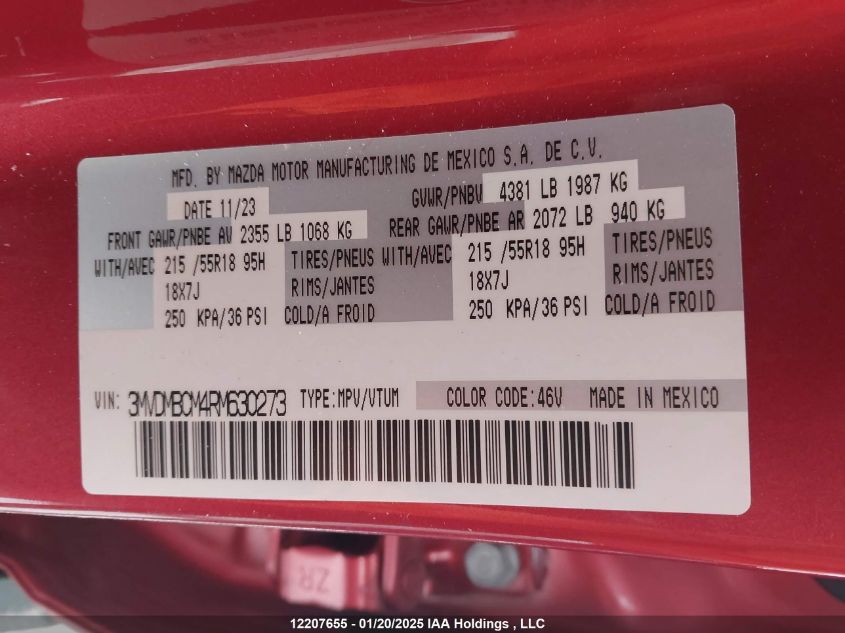 MFD. BY MAZDA MOTOR MANUFACTURING DE MEXICO S.A. DE C.V.
DATE 11/23 GVWR/PNBV 4381 LB 1987 KG
FRONT GAWR/PNBE AV 2355 LB 1068 KG REAR GAWR/PNBE AR 2072 LB 940 KG
WITH/AVEC 215 /55R18 95H TIRES/PNEUS WITH/AVEC 215 /55R18 95H TIRES/PNEUS
18X7J RIMS/JANTES 18X7J RIMS/JANTES
250 KPA/36 PSI COLD/A FROID 250 KPA/36 PSI COLD/A FROID
VIN: 3MVDMBCM4RM630273 TYPE:MPV/VTUM COLOR CODE:46V MADE IN MEXICO
ZR
12207655 - 01/20/2025 IAA Holdings , LLC